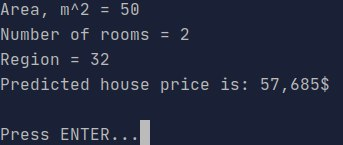 Area, m^2 = 50
Number of rooms = 2
Region = 32
Predicted house price is: 57,685$
Press ENTER...